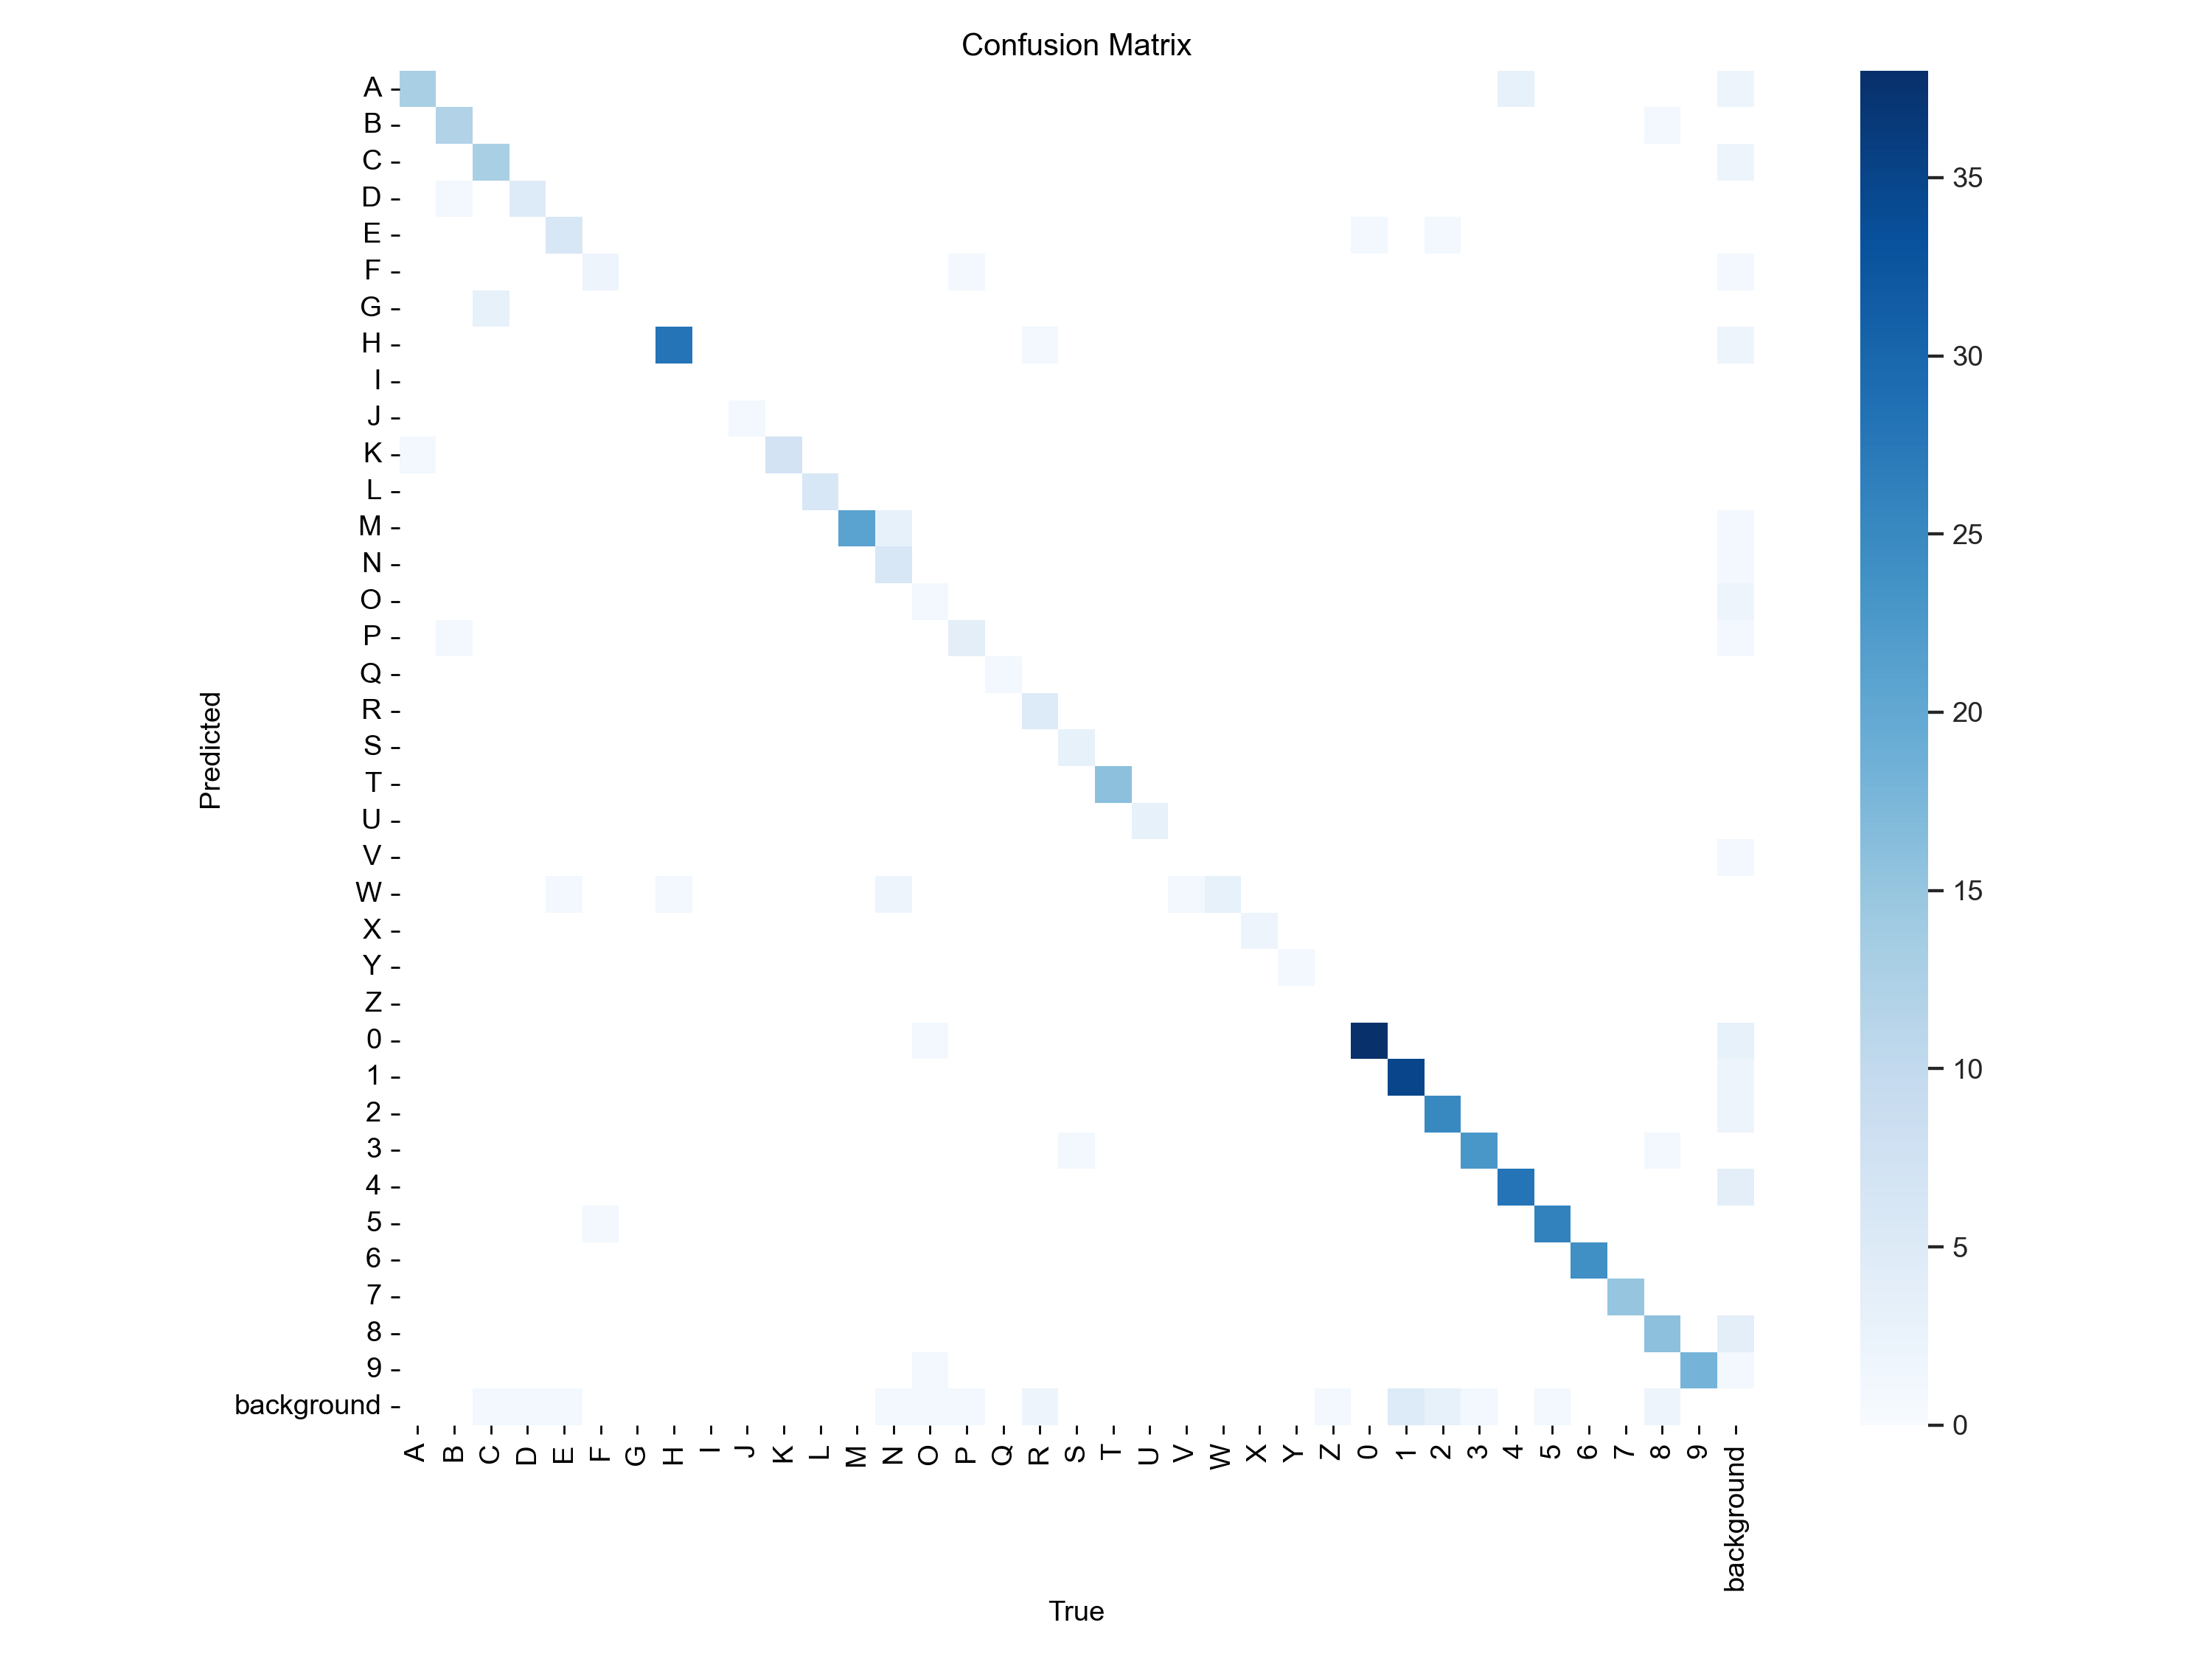 Confusion Matrix
A
B
C
D
E
F
G
H
I
J
K
L
M
N
O
P
Q
R
S
T
U
V
W
X
Y
Z
0
1
2
3
4
5
6
7
8
9
background
Predicted
A B C D E F G H I J K L M N O P Q R S T U V W X Y Z 0 1 2 3 4 5 6 7 8 9 background
True
35
30
25
20
15
10
5
0